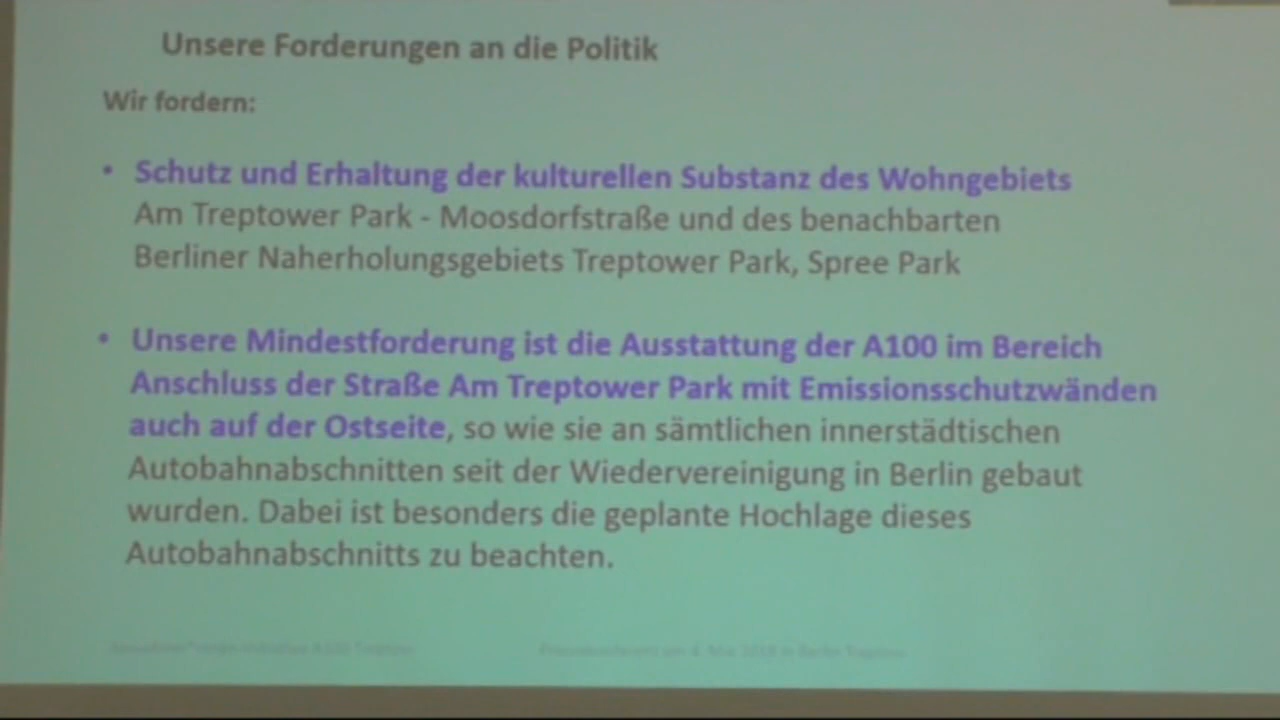 Unsere Forderungen an die Politik
Wir fordern:
• Schutz und Erhaltung der kulturellen Substanz des Wohngebiets
Am Treptower Park - Moosdorfstraße und des benachbarten
Berliner Naherholungsgebiets Treptower Park, Spree Park
• Unsere Mindestforderung ist die Ausstattung der A100 im Bereich
Anschluss der Straße Am Treptower Park mit Emissionsschutzwänden
auch auf der Ostseite, so wie sie an sämtlichen innerstädtischen
Autobahnabschnitten seit der Wiedervereinigung in Berlin gebaut
wurden. Dabei ist besonders die geplante Hochlage dieses
Autobahnabschnitts zu beachten.